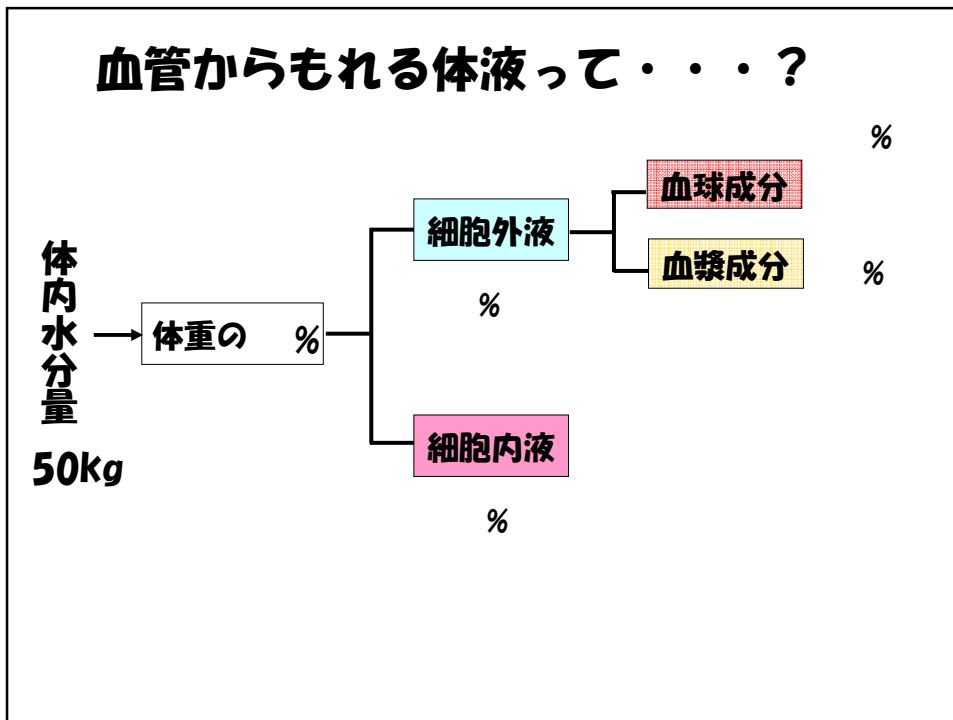 血管からもれる体液って・・・?
%
血球成分
細胞外液
血漿成分
%
体内水分量
%
体重の %
細胞内液
50kg
%